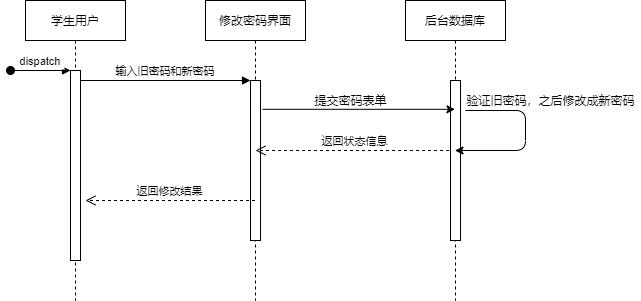 学生用户
修改密码界面
后台数据库
dispatch
输入旧密码和新密码
提交密码表单
验证旧密码，之后修改成新密码
返回状态信息
返回修改结果